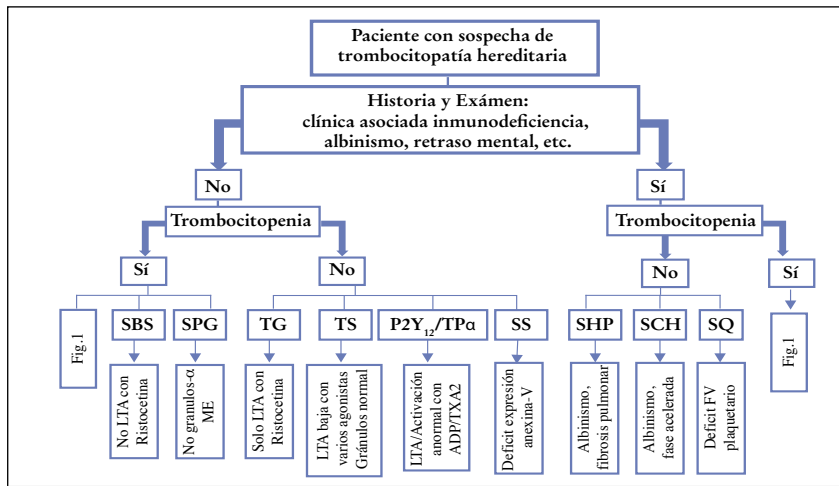 Paciente con sospecha de
trombocitopatía hereditaria
Historia y Exámen:
clínica asociada inmunodeficiencia,
albinismo, retraso mental, etc.
No
Sí
Trombocitopenia
Trombocitopenia
Sí
No
No
Sí
Fig.1
SBS
SPG
TG
TS
P2Y12/TPα
SS
SHP
SCH
SQ
Fig.1
No LTA con
Ristocetina
No granulos-α
ME
Solo LTA con
Ristocetina
LTA baja con
varios agonistas
Gránulos normal
LTA/Activación
anormal con
ADP/TXA2
Deficit expresión
anexina-V
Albinismo,
fibrosis pulmonar
Albinismo,
fase acelerada
Deficit FV
plaquetario